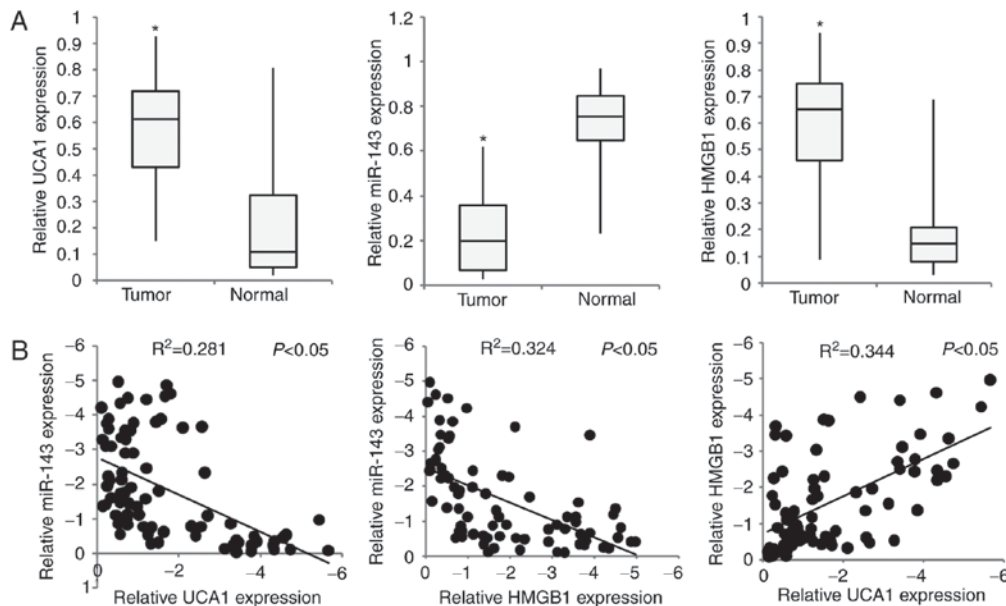 A
Relative UCA1 expression
1
0.9
0.8
0.7
0.6
0.5
0.4
0.3
0.2
0.1
0
*
Tumor Normal
Relative miR-143 expression
1.2
1
0.8
0.6
0.4
0.2
0
*
Tumor Normal
Relative HMGB1 expression
1
0.9
0.8
0.7
0.6
0.5
0.4
0.3
0.2
0.1
0
*
Tumor Normal
B
R²=0.281 P<0.05
Relative miR-143 expression
−6
−5
−4
−3
−2
−1
0
1
0 −2 −4 −6
Relative UCA1 expression
R²=0.324 P<0.05
Relative miR-143 expression
−6
−5
−4
−3
−2
−1
0
0 −1 −2 −3 −4 −5 −6
Relative HMGB1 expression
R²=0.344 P<0.05
Relative HMGB1 expression
−6
−5
−4
−3
−2
−1
0
0 −2 −4 −6
Relative UCA1 expression